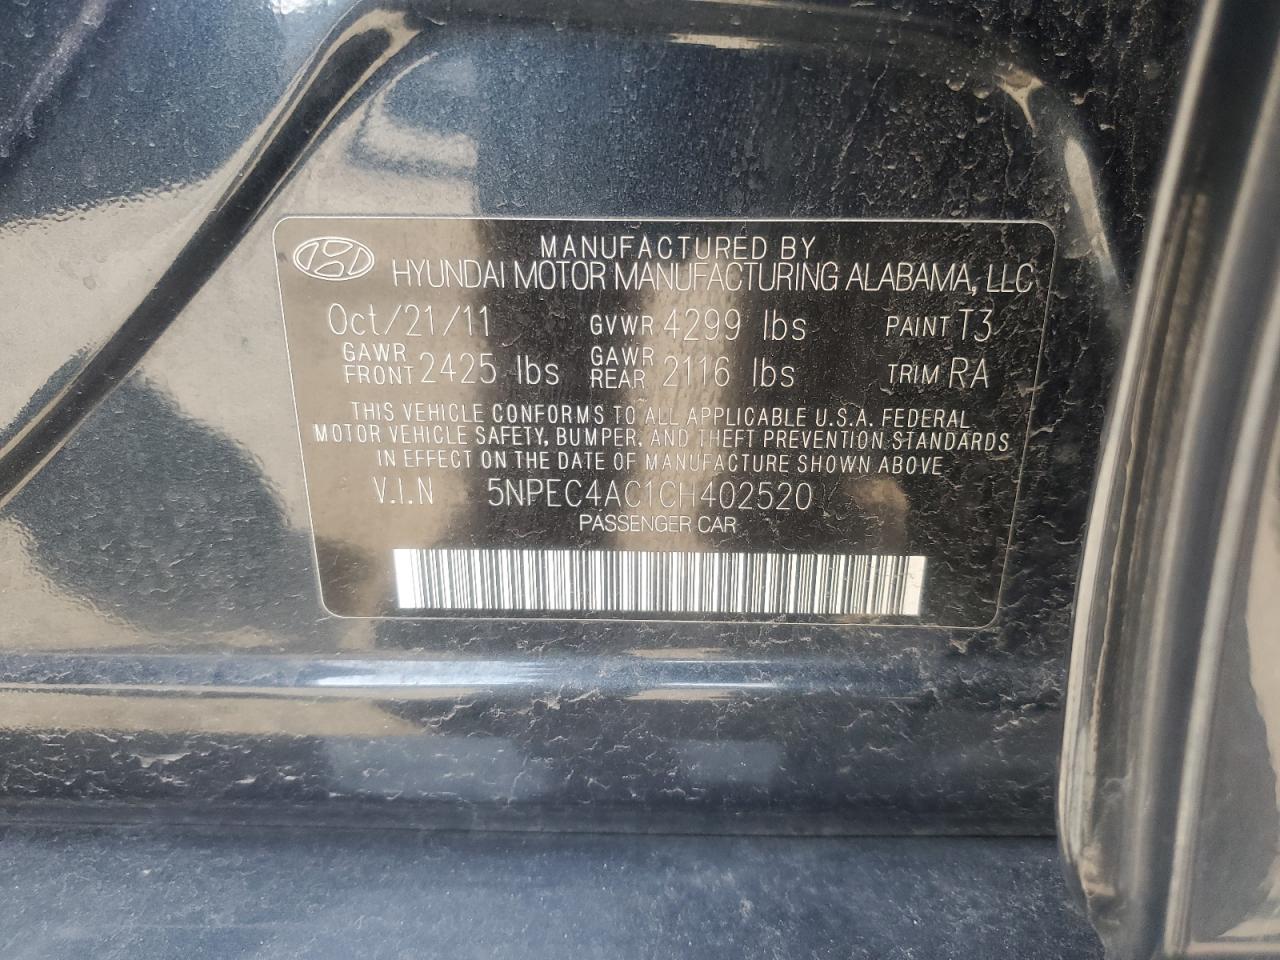 MANUFACTURED BY
HYUNDAI MOTOR MANUFACTURING ALABAMA, LLC
Oct/21/11 GVWR 4299 lbs PAINT T3
GAWR FRONT 2425 lbs GAWR REAR 2116 lbs TRIM RA
THIS VEHICLE CONFORMS TO ALL APPLICABLE U.S.A. FEDERAL
MOTOR VEHICLE SAFETY, BUMPER, AND THEFT PREVENTION STANDARDS
IN EFFECT ON THE DATE OF MANUFACTURE SHOWN ABOVE
V.I.N 5NPEC4AC1CH402520
PASSENGER CAR